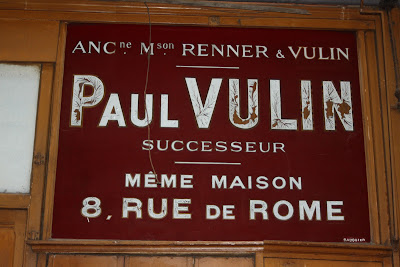 ANCne MSON RENNER & VULIN
PAUL VULIN
SUCCESSEUR
MÊME MAISON
8, RUE DE ROME